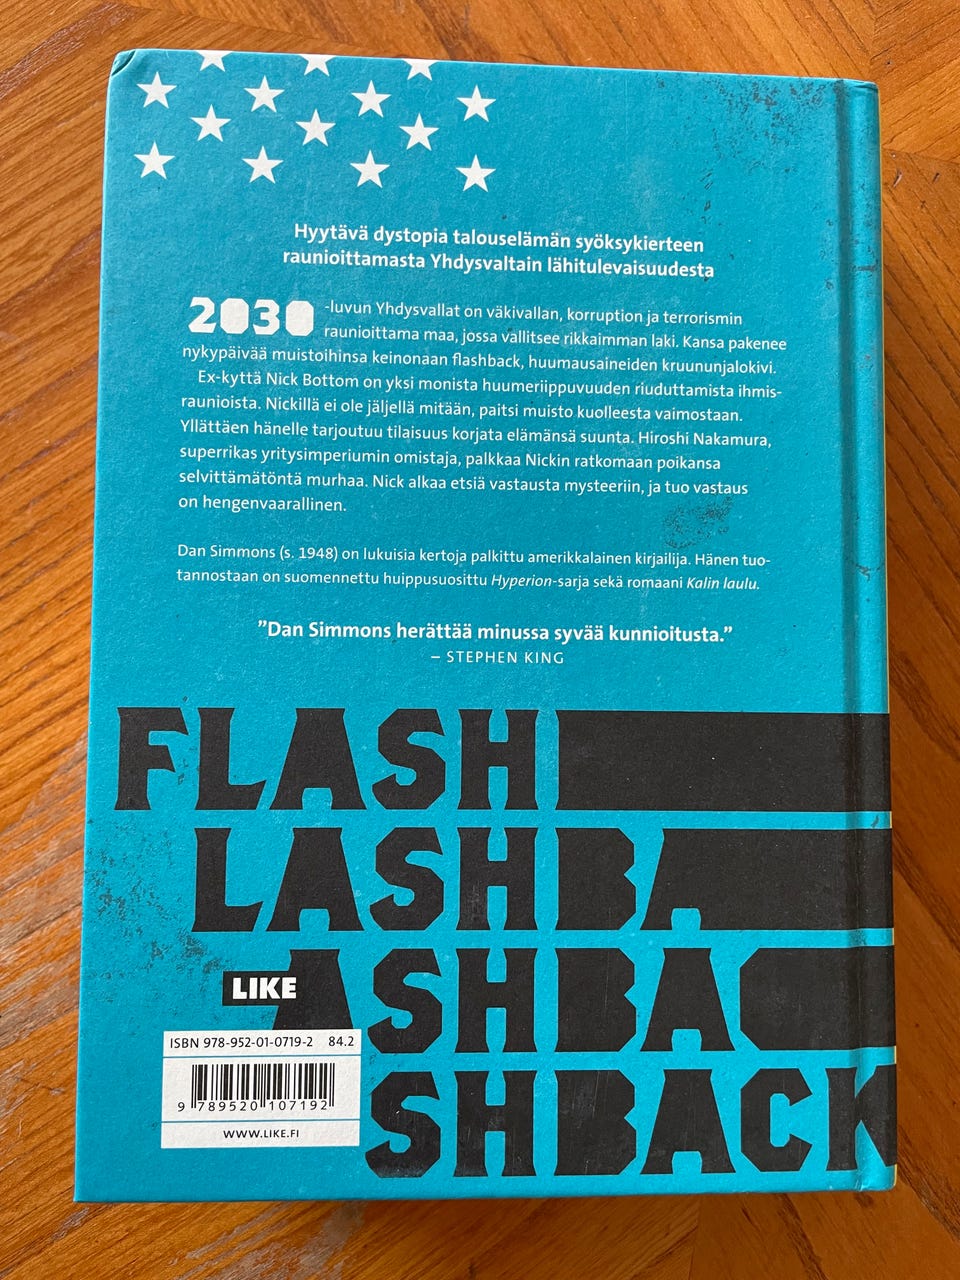 Hyytävä dystopia talouselämän syöksykierteen
raunioittamasta Yhdysvaltain lähitulevaisuudesta
2030 -luvun Yhdysvallat on väkivallan, korruption ja terrorismin
raunioittama maa, jossa vallitsee rikkaimman laki. Kansa pakenee
nykypäivää muistoihinsa keinonaan flashback, huumausaineiden kruununjalokivi.
Ex-kyttä Nick Bottom on yksi monista huumeriippuvuuden riuduttamista ihmis-
raunioista. Nickillä ei ole jäljellä mitään, paitsi muisto kuolleesta vaimostaan.
Yllättäen hänelle tarjoutuu tilaisuus korjata elämänsä suunta. Hiroshi Nakamura,
superrikas yritysimperiumin omistaja, palkkaa Nickin ratkomaan poikansa
selvittämätöntä murhaa. Nick alkaa etsiä vastausta mysteeriin, ja tuo vastaus
on hengenvaarallinen.
Dan Simmons (s. 1948) on lukuisia kertoja palkittu amerikkalainen kirjailija. Hänen tuo-
tannostaan on suomennettu huippusuosittu Hyperion-sarja sekä romaani Kalin laulu.
”Dan Simmons herättää minussa syvää kunnioitusta.”
– STEPHEN KING
FLASH
LASHBA
ASHBAC
SHBACK
LIKE
ISBN 978-952-01-0719-2 84.2
9 789520 107192
WWW.LIKE.FI